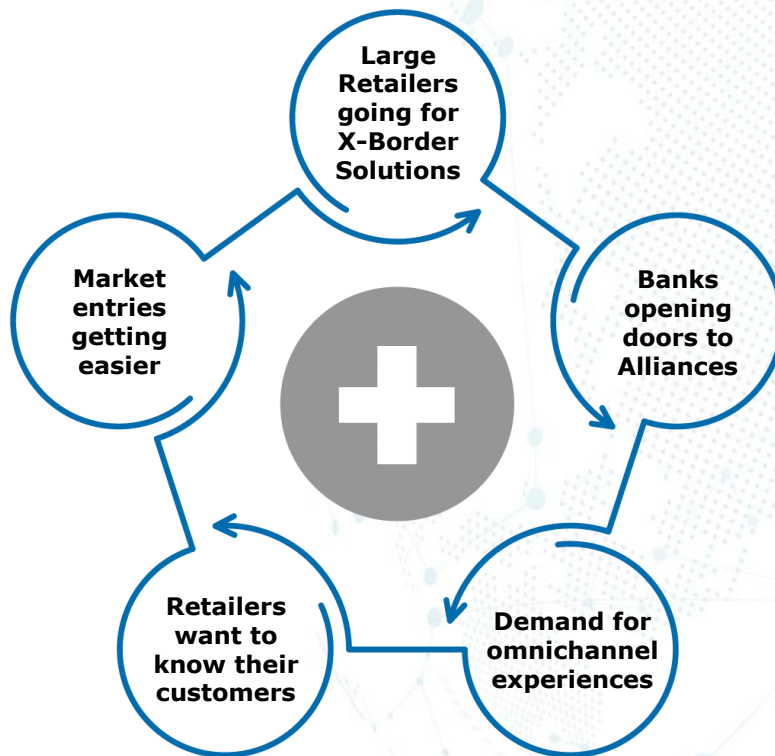 Large
Retailers
going for
X-Border
Solutions
Banks
opening
doors to
Alliances
Demand for
omnichannel
experiences
Retailers
want to
know their
customers
Market
entries
getting
easier